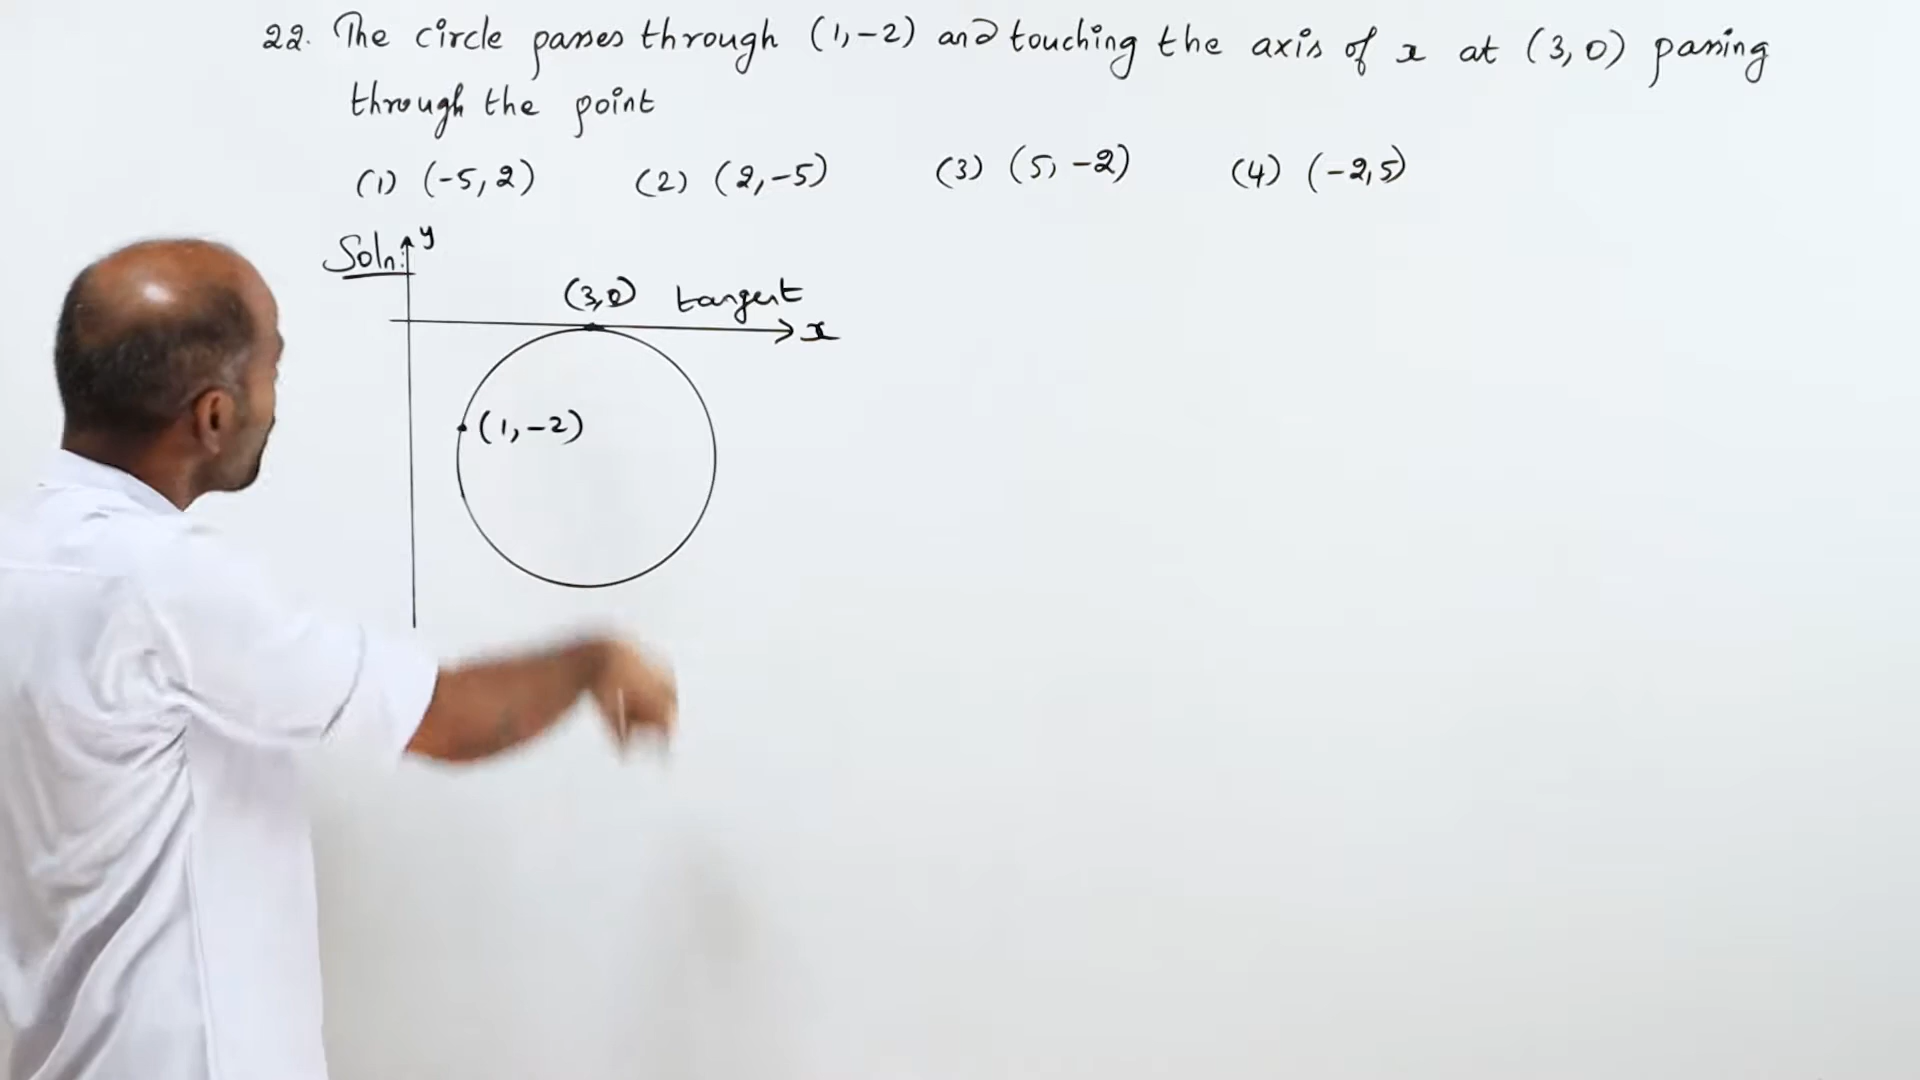 22. The circle passes through (1,-2) and touching the axis of x at (3,0) passing
through the point
(1) (-5,2) (2) (2,-5) (3) (5,-2) (4) (-2,5)
Soln: y
(3,0) tangent
x
(1,-2)